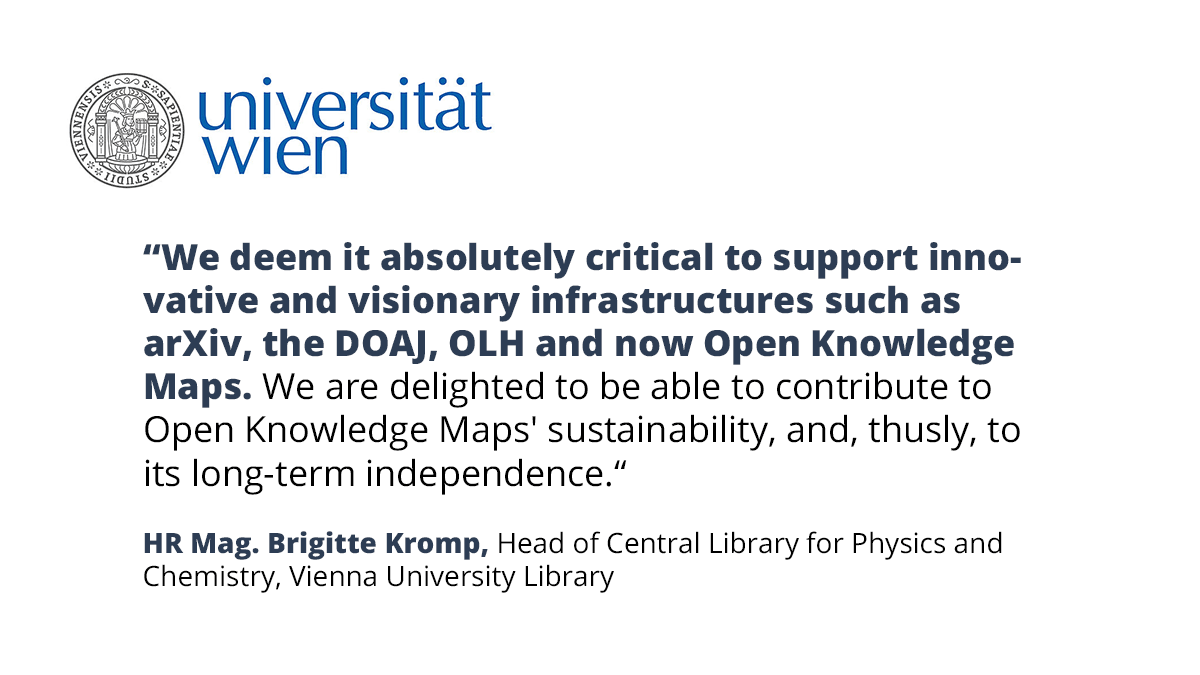 STUDII VIENNENSIS SAPIENTIAE
universität
wien
“We deem it absolutely critical to support inno-
vative and visionary infrastructures such as
arXiv, the DOAJ, OLH and now Open Knowledge
Maps. We are delighted to be able to contribute to
Open Knowledge Maps' sustainability, and, thusly, to
its long-term independence.“
HR Mag. Brigitte Kromp, Head of Central Library for Physics and
Chemistry, Vienna University Library